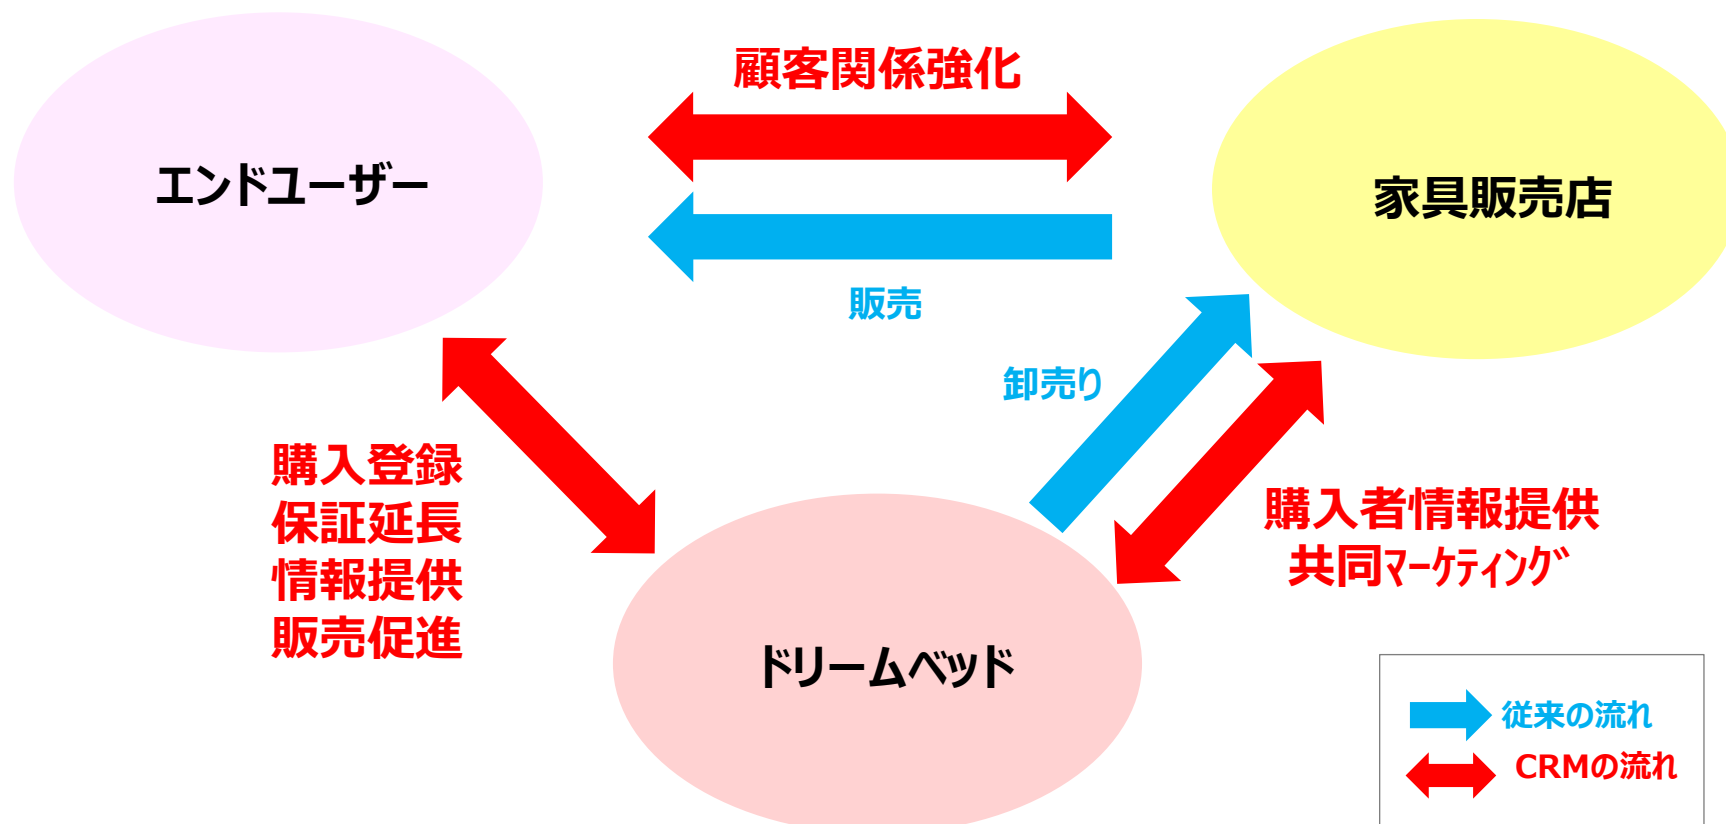 顧客関係強化
エンドユーザー
家具販売店
販売
卸売り
購入登録
保証延長
情報提供
販売促進
購入者情報提供
共同ﾏｰｹﾃｨﾝｸﾞ
ドリームベッド
従来の流れ
CRMの流れ